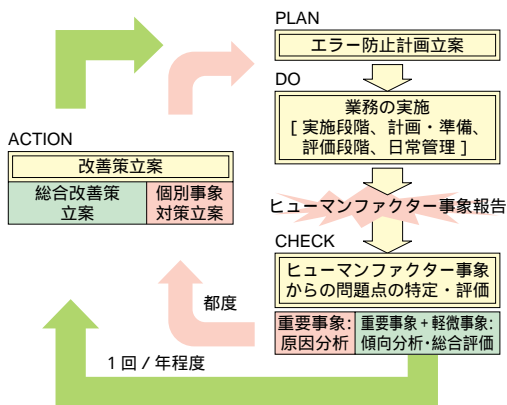 PLAN
エラー防止計画立案
DO
業務の実施
[ 実施段階、計画・準備、
評価段階、日常管理 ]
ヒューマンファクター事象報告
CHECK
ヒューマンファクター事象
からの問題点の特定・評価
重要事象:
原因分析
重要事象+軽微事象:
傾向分析・総合評価
ACTION
改善策立案
総合改善策
立案
個別事象
対策立案
都度
1回/年程度